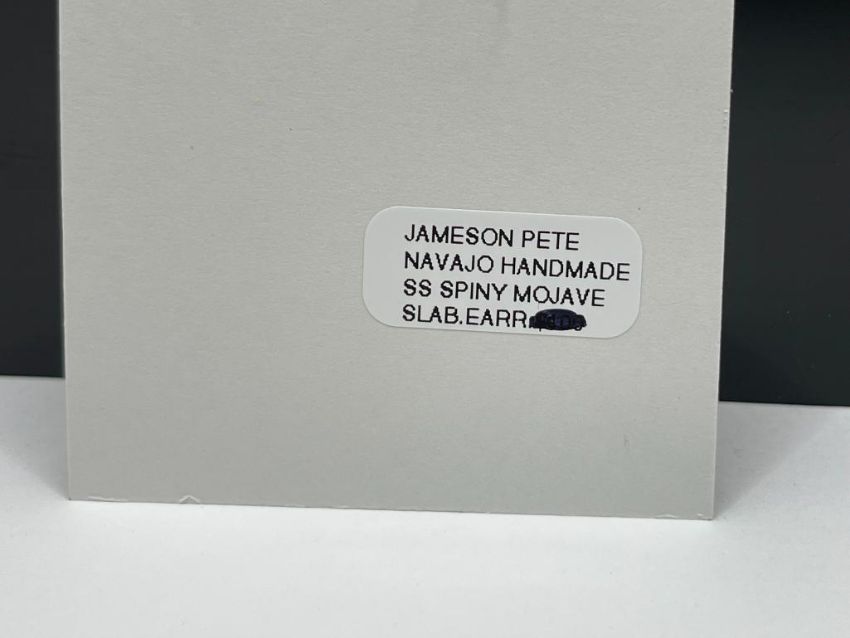 JAMESON PETE
NAVAJO HANDMADE
SS SPINY MOJAVE
SLAB.EARR